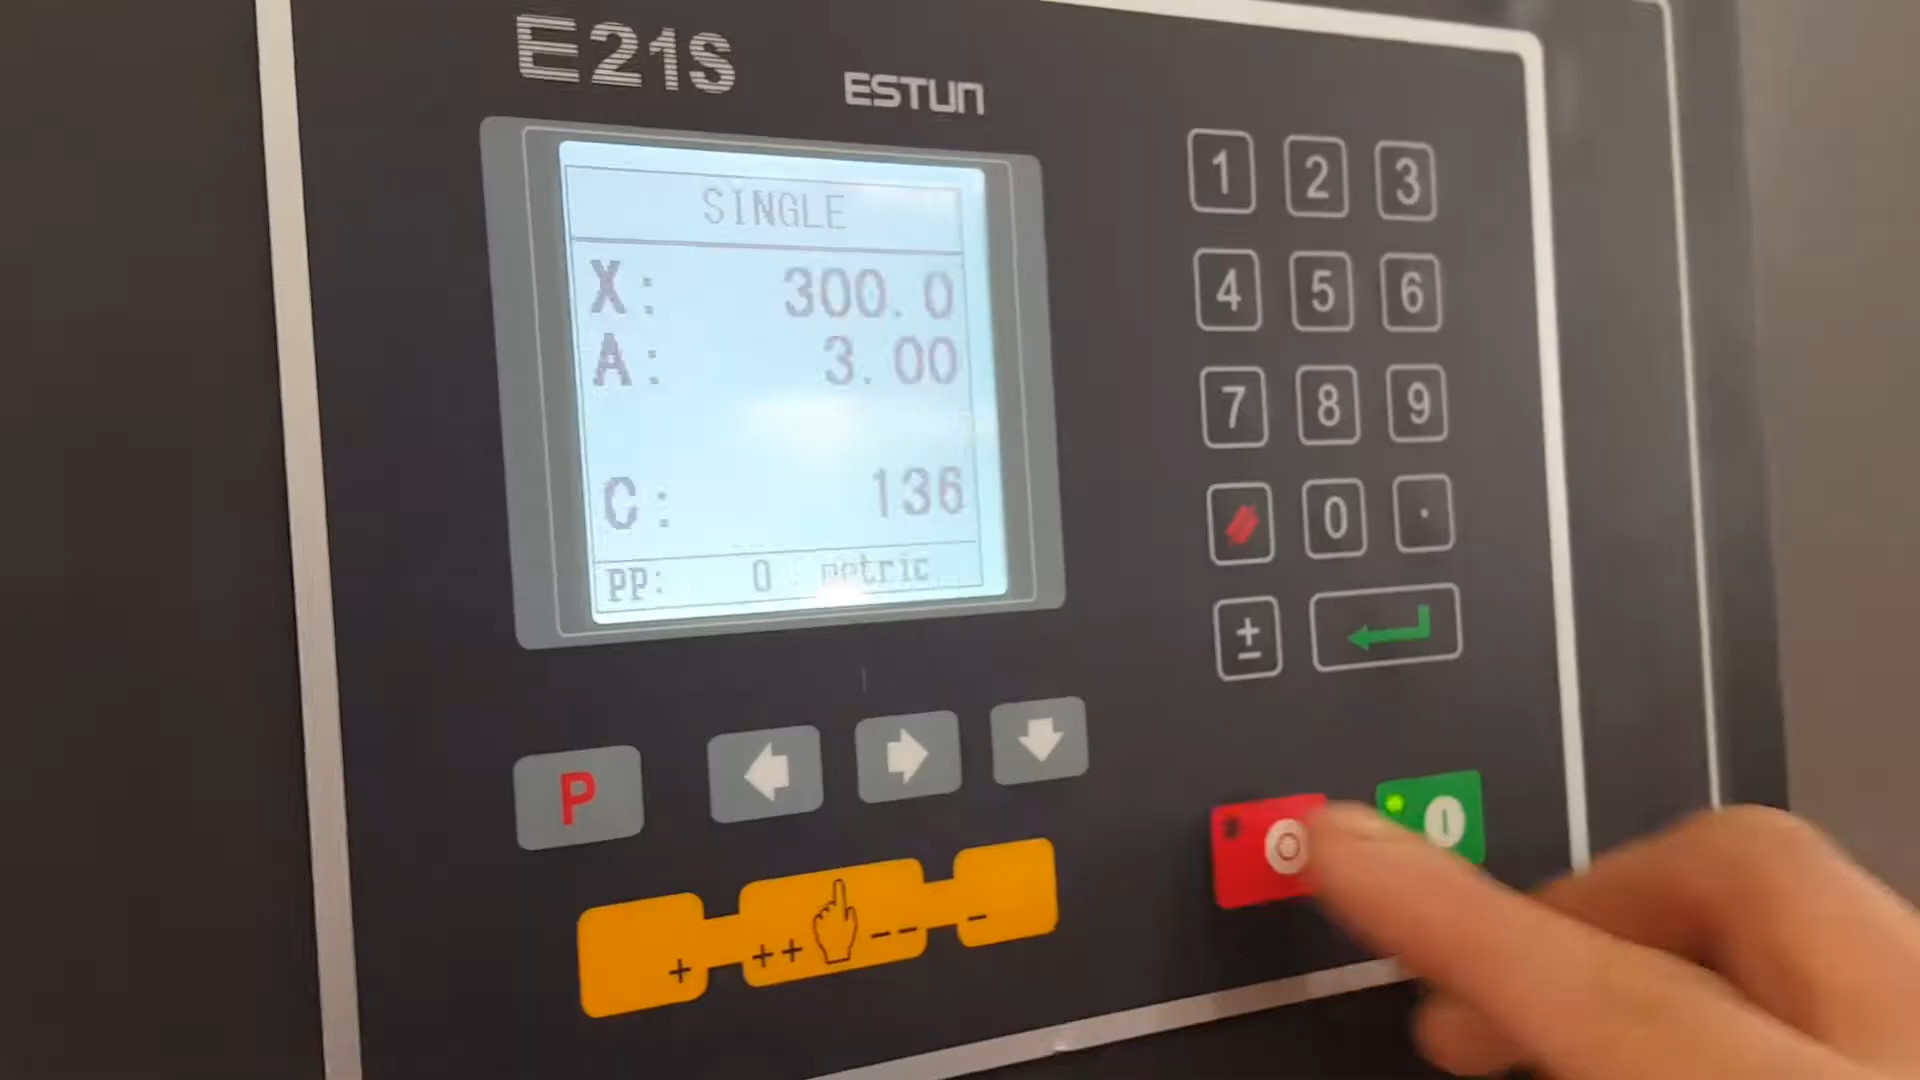 E21S
ESTUN
SINGLE
X: 300.0
A: 3.00
C: 136
PP: 0 : metric
1 2 3
4 5 6
7 8 9
0 .
±
P
+ ++ -- -